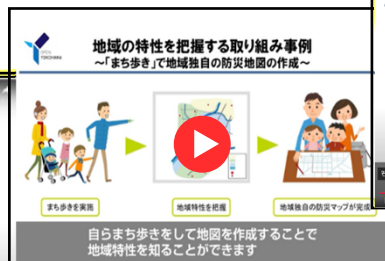 地域の特性を把握する取り組み事例
～「まち歩き」で地域独自の防災地図の作成～
まち歩きを実施
地域特性を把握
地域独自の防災マップが完成
自らまち歩きをして地図を作成することで
地域特性を知ることができます